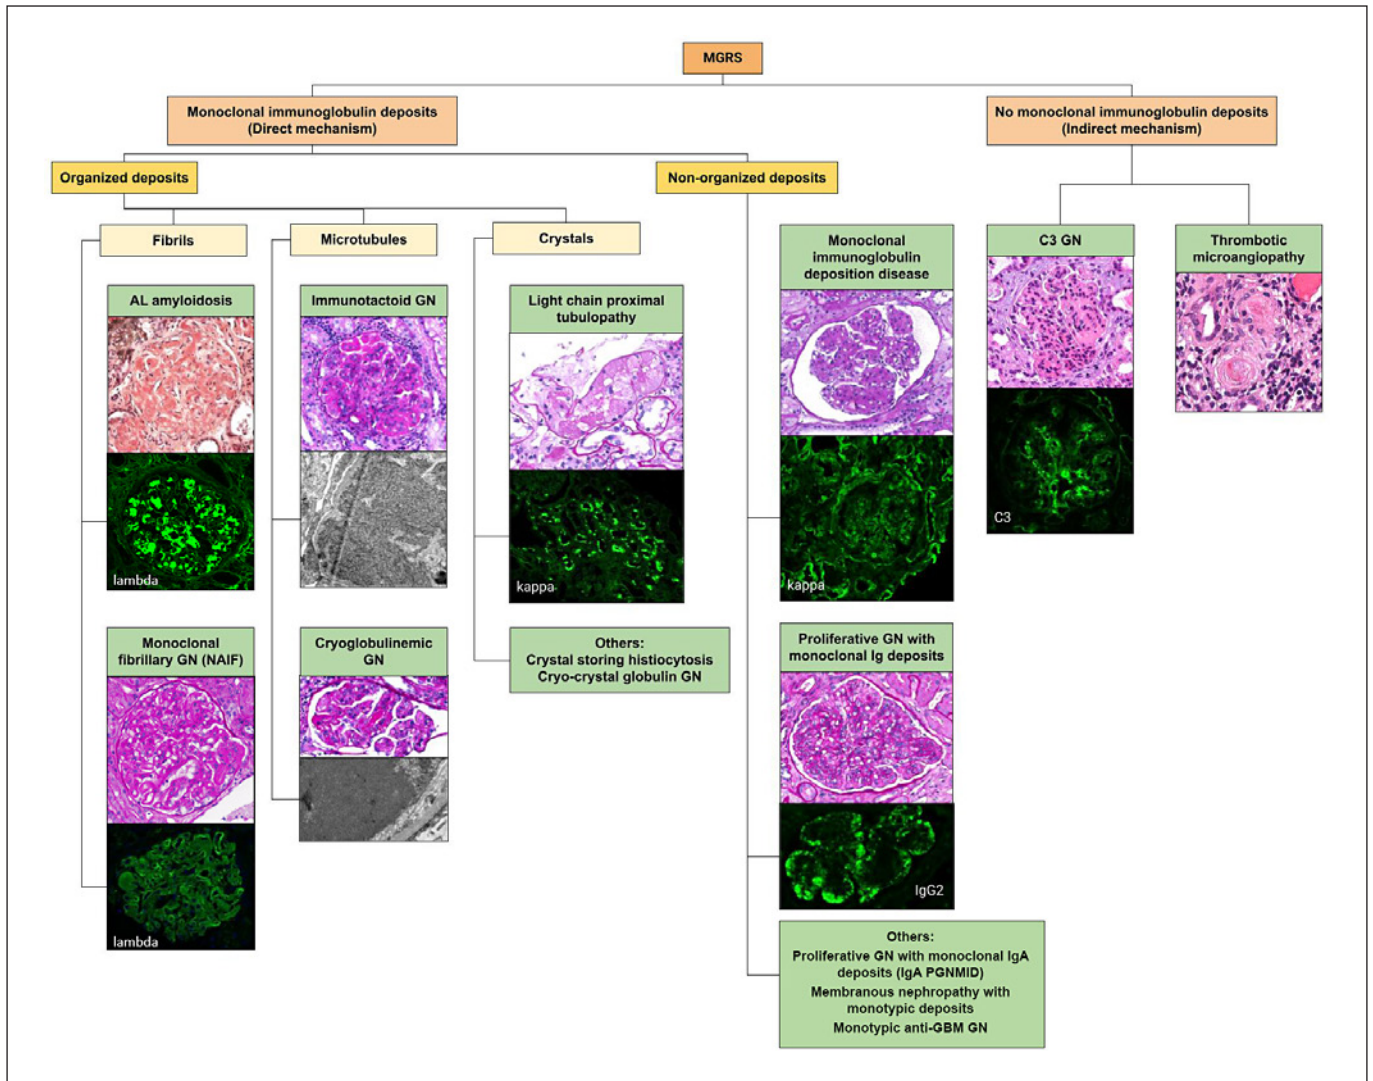 MGRS
Monoclonal immunoglobulin deposits
(Direct mechanism)
No monoclonal immunoglobulin deposits
(Indirect mechanism)
Organized deposits
Non-organized deposits
Fibrils
Microtubules
Crystals
Monoclonal
immunoglobulin
deposition disease
C3 GN
Thrombotic
microangiopathy
AL amyloidosis
Immunotactoid GN
Light chain proximal
tubulopathy
C3
lambda
kappa
kappa
Monoclonal
fibrillary GN (NAIF)
Cryoglobulinemic
GN
Others:
Crystal storing histiocytosis
Cryo-crystal globulin GN
Proliferative GN with
monoclonal Ig deposits
IgG2
lambda
Others:
Proliferative GN with monoclonal IgA
deposits (IgA PGNMID)
Membranous nephropathy with
monotypic deposits
Monotypic anti-GBM GN